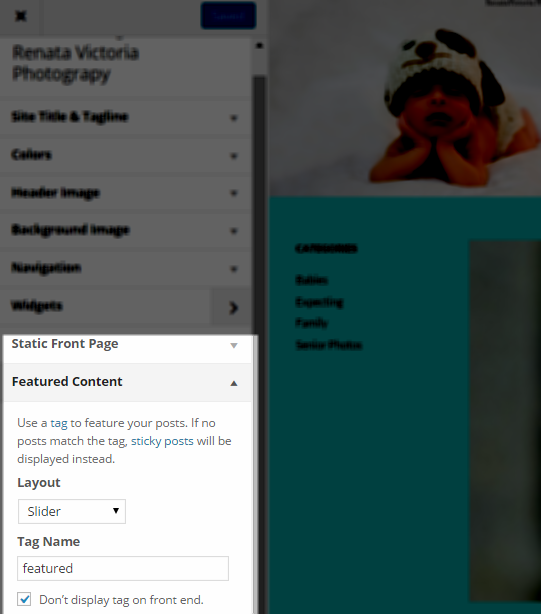 Renata Victoria
Photograpy
Site Title & Tagline
Colors
Header Image
Background Image
Navigation
Widgets
Static Front Page
Featured Content
Use a tag to feature your posts. If no
posts match the tag, sticky posts will be
displayed instead.
Layout
Slider
Tag Name
featured
Don't display tag on front end.
CATEGORIES
Babies
Expecting
Family
Senior Photos